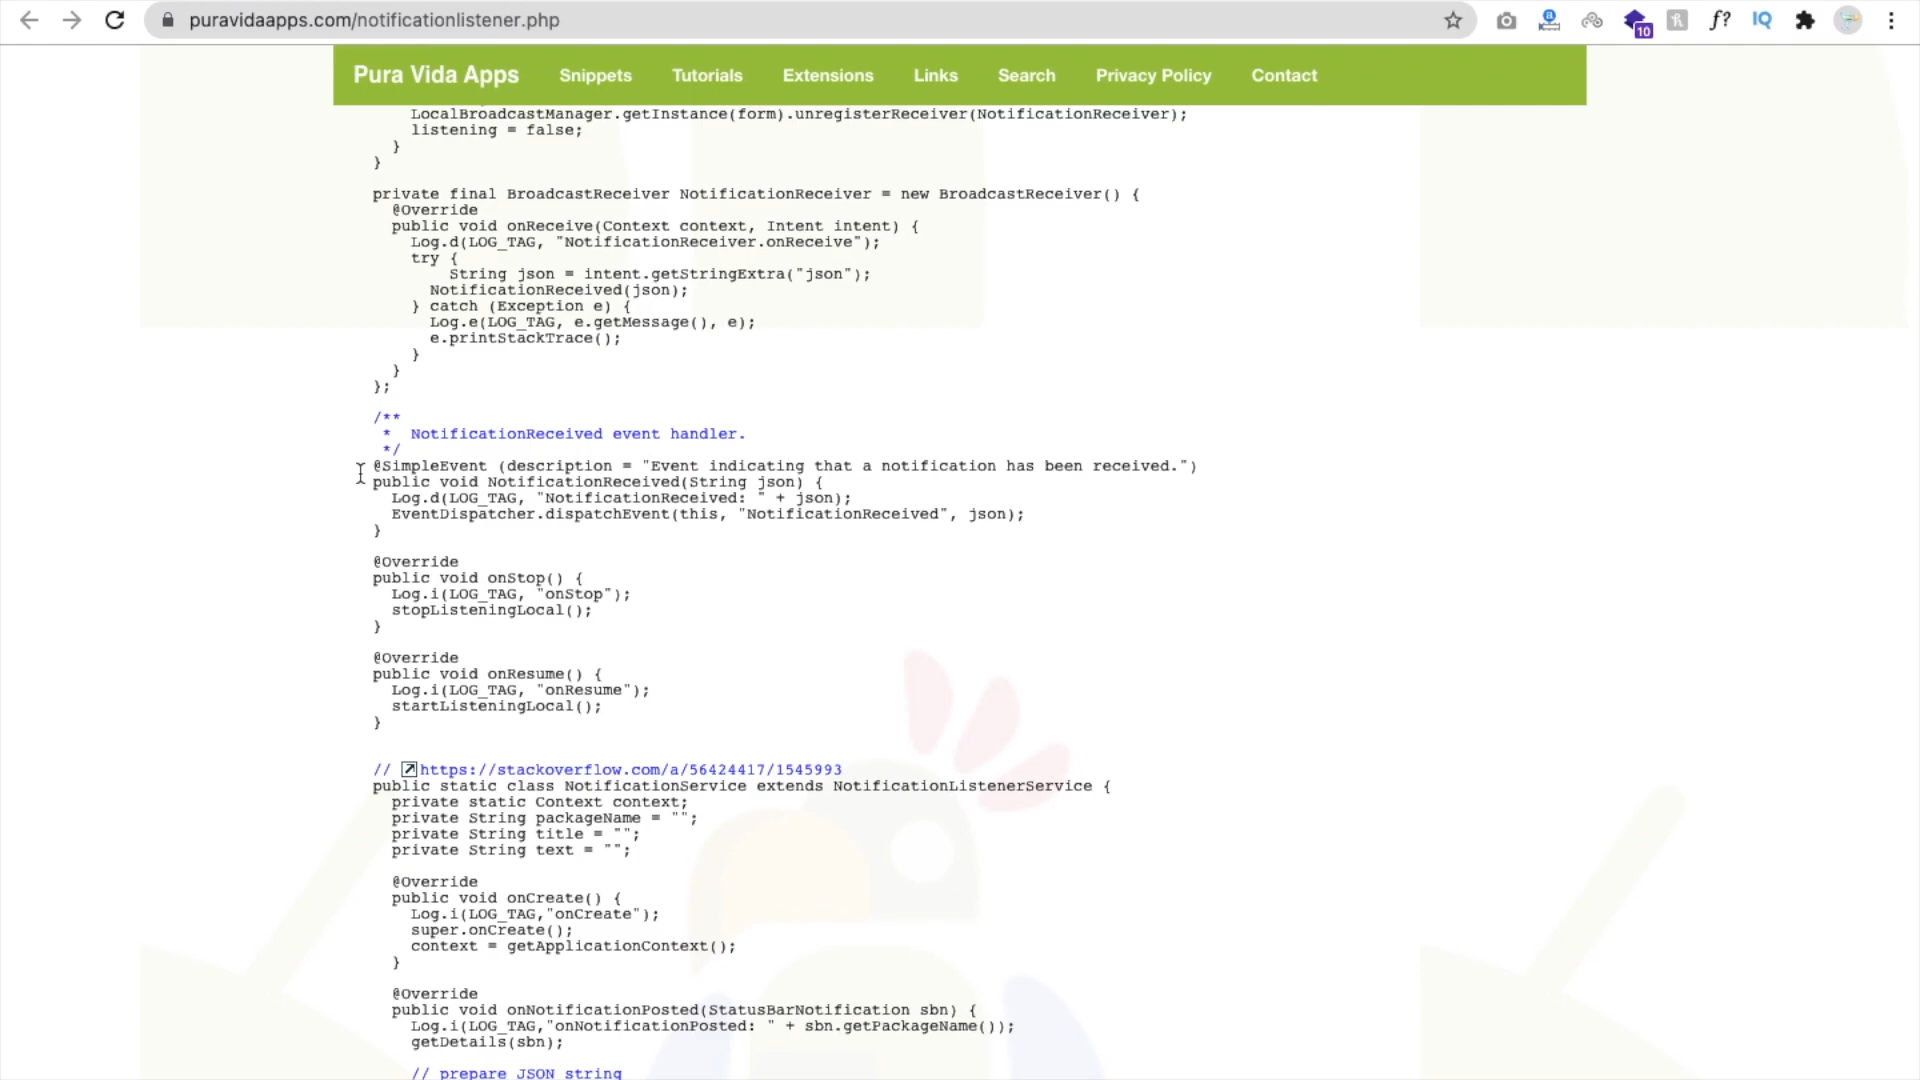 puravidaapps.com/notificationlistener.php
10
f?
IQ
Pura Vida Apps Snippets Tutorials Extensions Links Search Privacy Policy Contact
LocalBroadcastManager.getInstance(form).unregisterReceiver(NotificationReceiver);
listening = false;
}
}
private final BroadcastReceiver NotificationReceiver = new BroadcastReceiver() {
@Override
public void onReceive(Context context, Intent intent) {
Log.d(LOG_TAG, "NotificationReceiver.onReceive");
try {
String json = intent.getStringExtra("json");
NotificationReceived(json);
} catch (Exception e) {
Log.e(LOG_TAG, e.getMessage(), e);
e.printStackTrace();
}
}
};
/**
* NotificationReceived event handler.
*/
@SimpleEvent (description = "Event indicating that a notification has been received.")
public void NotificationReceived(String json) {
Log.d(LOG_TAG, "NotificationReceived: " + json);
EventDispatcher.dispatchEvent(this, "NotificationReceived", json);
}
@Override
public void onStop() {
Log.i(LOG_TAG, "onStop");
stopListeningLocal();
}
@Override
public void onResume() {
Log.i(LOG_TAG, "onResume");
startListeningLocal();
}
// https://stackoverflow.com/a/56424417/1545993
public static class NotificationService extends NotificationListenerService {
private static Context context;
private String packageName = "";
private String title = "";
private String text = "";
@Override
public void onCreate() {
Log.i(LOG_TAG,"onCreate");
super.onCreate();
context = getApplicationContext();
}
@Override
public void onNotificationPosted(StatusBarNotification sbn) {
Log.i(LOG_TAG,"onNotificationPosted: " + sbn.getPackageName());
getDetails(sbn);
// prepare JSON string